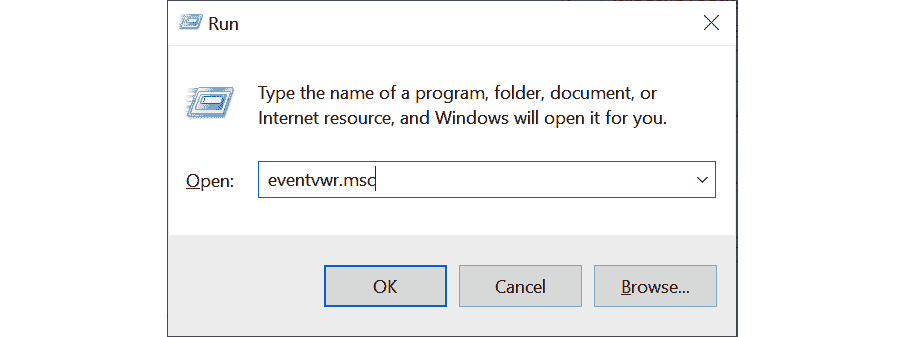 Run
Type the name of a program, folder, document, or
Internet resource, and Windows will open it for you.
Open: eventvwr.msc
OK Cancel Browse...